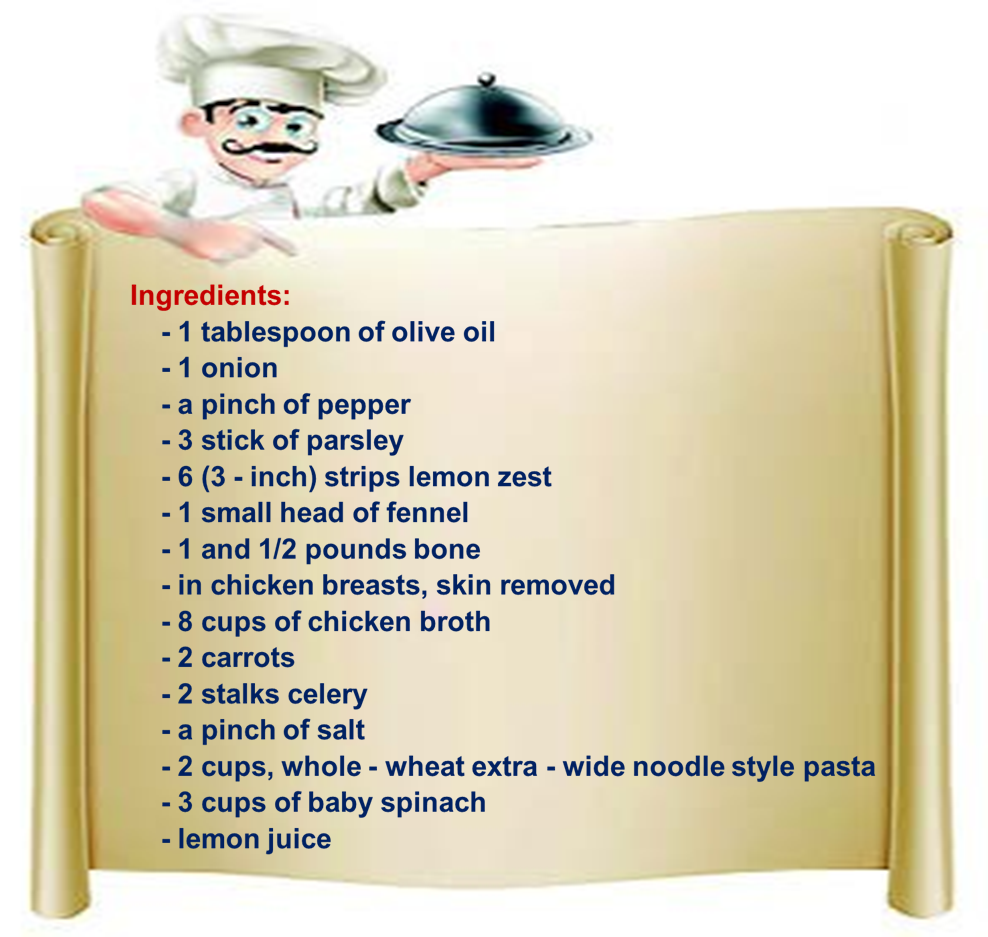 Ingredients:
- 1 tablespoon of olive oil
- 1 onion
- a pinch of pepper
- 3 stick of parsley
- 6 (3 - inch) strips lemon zest
- 1 small head of fennel
- 1 and 1/2 pounds bone
- in chicken breasts, skin removed
- 8 cups of chicken broth
- 2 carrots
- 2 stalks celery
- a pinch of salt
- 2 cups, whole - wheat extra - wide noodle style pasta
- 3 cups of baby spinach
- lemon juice